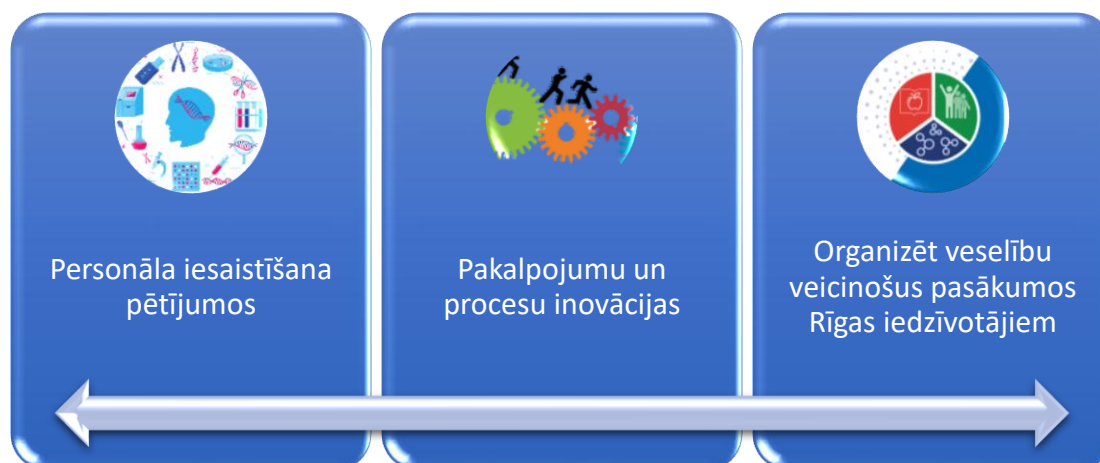 Personāla iesaistīšana
pētījumos
Pakalpojumu un
procesu inovācijas
Organizēt veselību
veicinošus pasākumos
Rīgas iedzīvotājiem